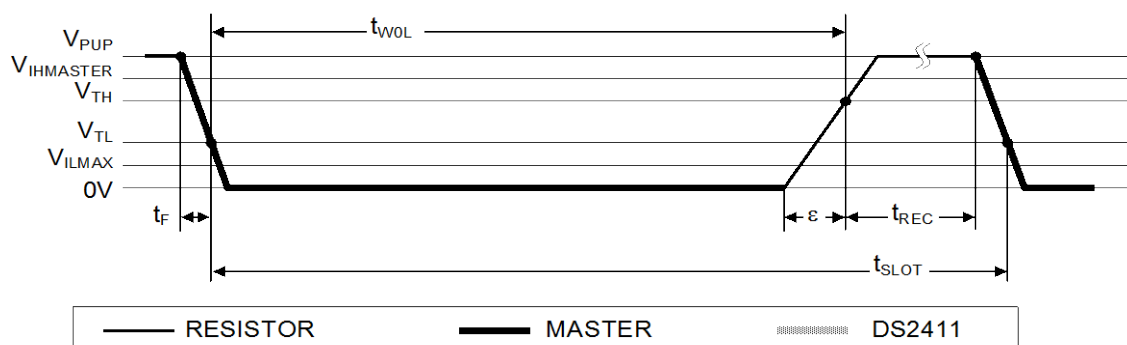 tW0L
VPUP
VIHMASTER
VTH
VTL
VILMAX
0V
tF
ε
tREC
tSLOT
RESISTOR MASTER DS2411